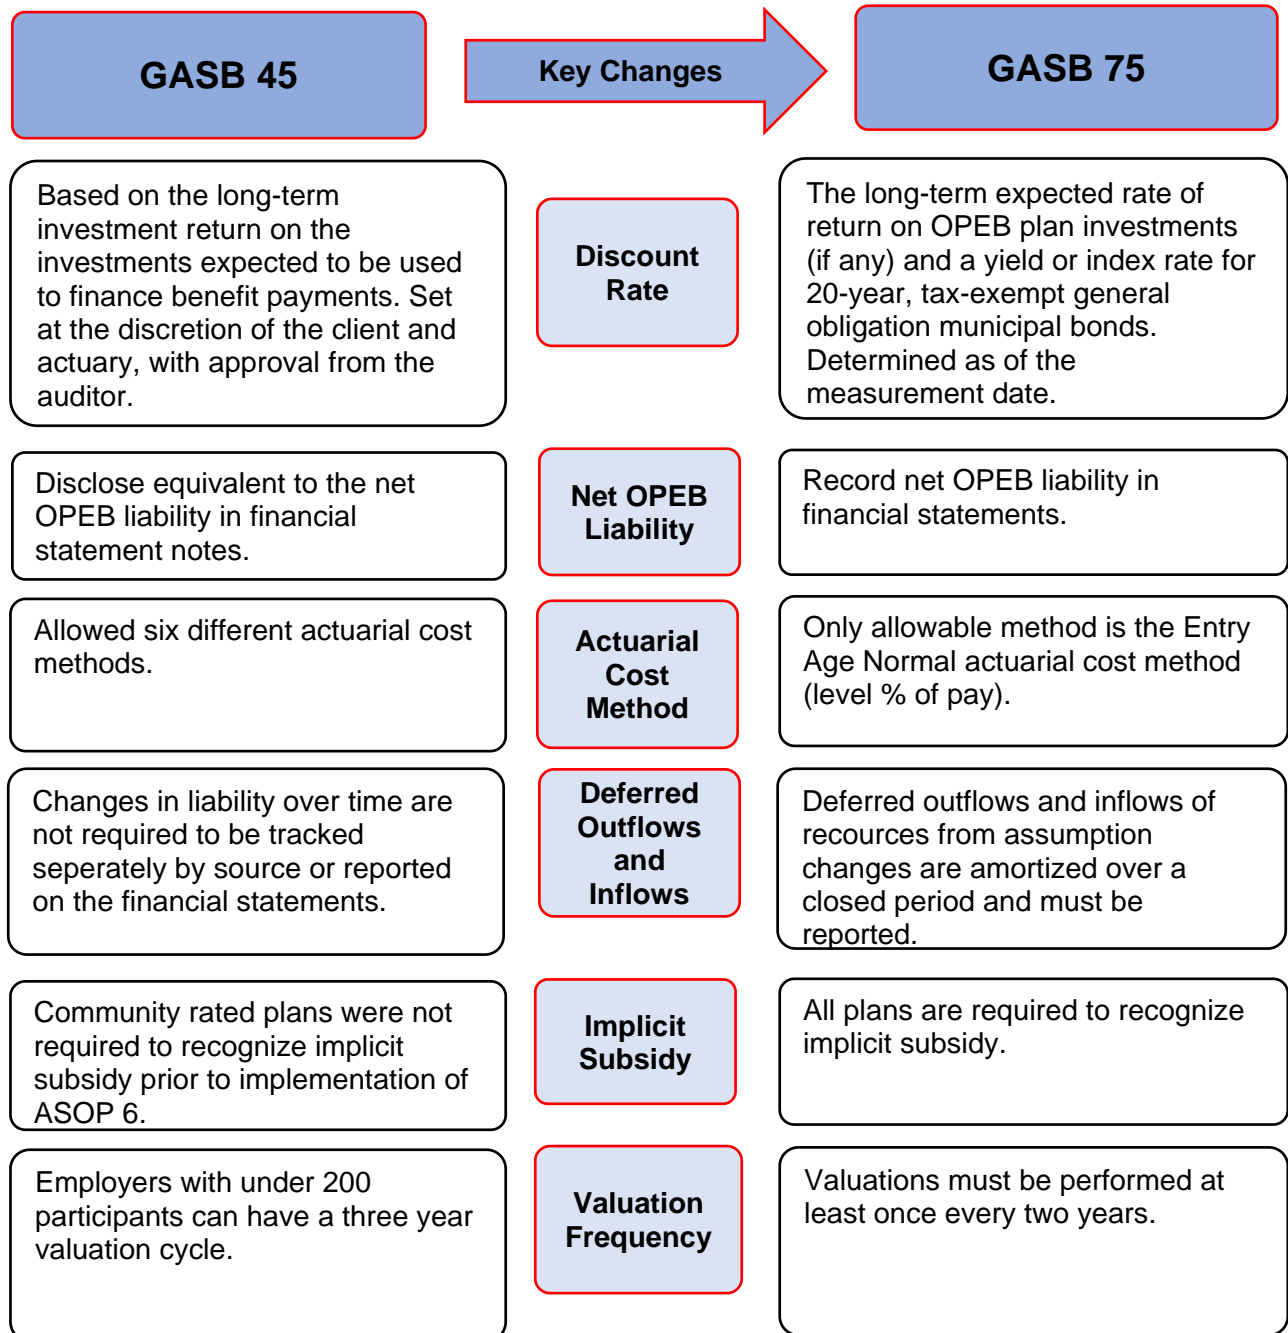 GASB 45
Key Changes
GASB 75
Based on the long-term
investment return on the
investments expected to be used
to finance benefit payments. Set
at the discretion of the client and
actuary, with approval from the
auditor.
Discount
Rate
The long-term expected rate of
return on OPEB plan investments
(if any) and a yield or index rate for
20-year, tax-exempt general
obligation municipal bonds.
Determined as of the
measurement date.
Disclose equivalent to the net
OPEB liability in financial
statement notes.
Net OPEB
Liability
Record net OPEB liability in
financial statements.
Allowed six different actuarial cost
methods.
Actuarial
Cost
Method
Only allowable method is the Entry
Age Normal actuarial cost method
(level % of pay).
Changes in liability over time are
not required to be tracked
seperately by source or reported
on the financial statements.
Deferred
Outflows
and
Inflows
Deferred outflows and inflows of
recources from assumption
changes are amortized over a
closed period and must be
reported.
Community rated plans were not
required to recognize implicit
subsidy prior to implementation of
ASOP 6.
Implicit
Subsidy
All plans are required to recognize
implicit subsidy.
Employers with under 200
participants can have a three year
valuation cycle.
Valuation
Frequency
Valuations must be performed at
least once every two years.